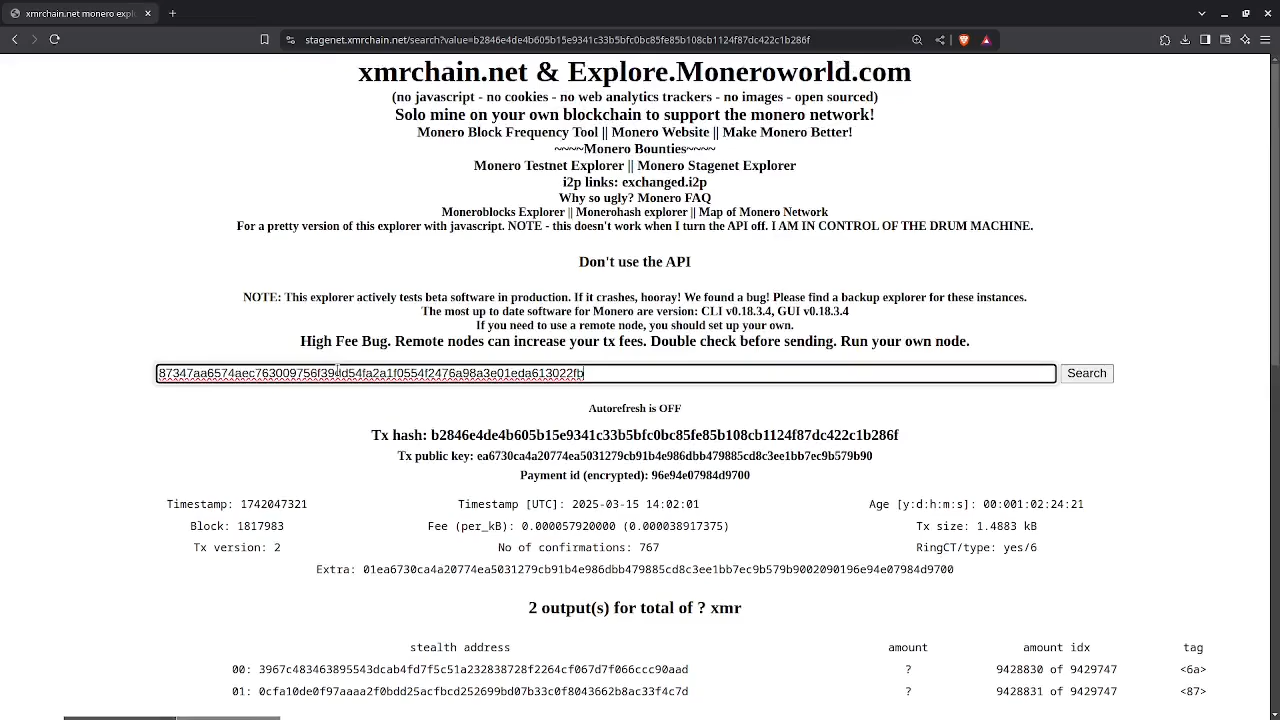 xmrchain.net monero expl
stagenet.xmrchain.net/search?value=b2846e4de4b605b15e9341c33b5bfc0bc85fe85b108cb1124f87dc422c1b286f
xmrchain.net & Explore.Moneroworld.com
(no javascript - no cookies - no web analytics trackers - no images - open sourced)
Solo mine on your own blockchain to support the monero network!
Monero Block Frequency Tool || Monero Website || Make Monero Better!
~~~~Monero Bounties~~~~
Monero Testnet Explorer || Monero Stagenet Explorer
i2p links: exchanged.i2p
Why so ugly? Monero FAQ
Moneroblocks Explorer || Monerohash explorer || Map of Monero Network
For a pretty version of this explorer with javascript. NOTE - this doesn't work when I turn the API off. I AM IN CONTROL OF THE DRUM MACHINE.
Don't use the API
NOTE: This explorer actively tests beta software in production. If it crashes, hooray! We found a bug! Please find a backup explorer for these instances.
The most up to date software for Monero are version: CLI v0.18.3.4, GUI v0.18.3.4
If you need to use a remote node, you should set up your own.
High Fee Bug. Remote nodes can increase your tx fees. Double check before sending. Run your own node.
Search
Autorefresh is OFF
Tx hash: b2846e4de4b605b15e9341c33b5bfc0bc85fe85b108cb1124f87dc422c1b286f
Tx public key: ea6730ca4a20774ea5031279cb91b4e986dbb479885cd8c3ee1bb7ec9b579b90
Payment id (encrypted): 96e94e07984d9700
Timestamp: 1742047321 Timestamp [UTC]: 2025-03-15 14:02:01 Age [y:d:h:m:s]: 00:001:02:24:21
Block: 1817983 Fee (per_kB): 0.000057920000 (0.000038917375) Tx size: 1.4883 kB
Tx version: 2 No of confirmations: 767 RingCT/type: yes/6
Extra: 01ea6730ca4a20774ea5031279cb91b4e986dbb479885cd8c3ee1bb7ec9b579b9002090196e94e07984d9700
2 output(s) for total of ? xmr
stealth address amount amount idx tag
00: 3967c483463895543dcab4fd7f5c51a232838728f2264cf067d7f066ccc90aad ? 9428830 of 9429747 <6a>
01: 0cfa10de0f97aaaa2f0bdd25acfbcd252699bd07b33c0f8043662b8ac33f4c7d ? 9428831 of 9429747 <87>